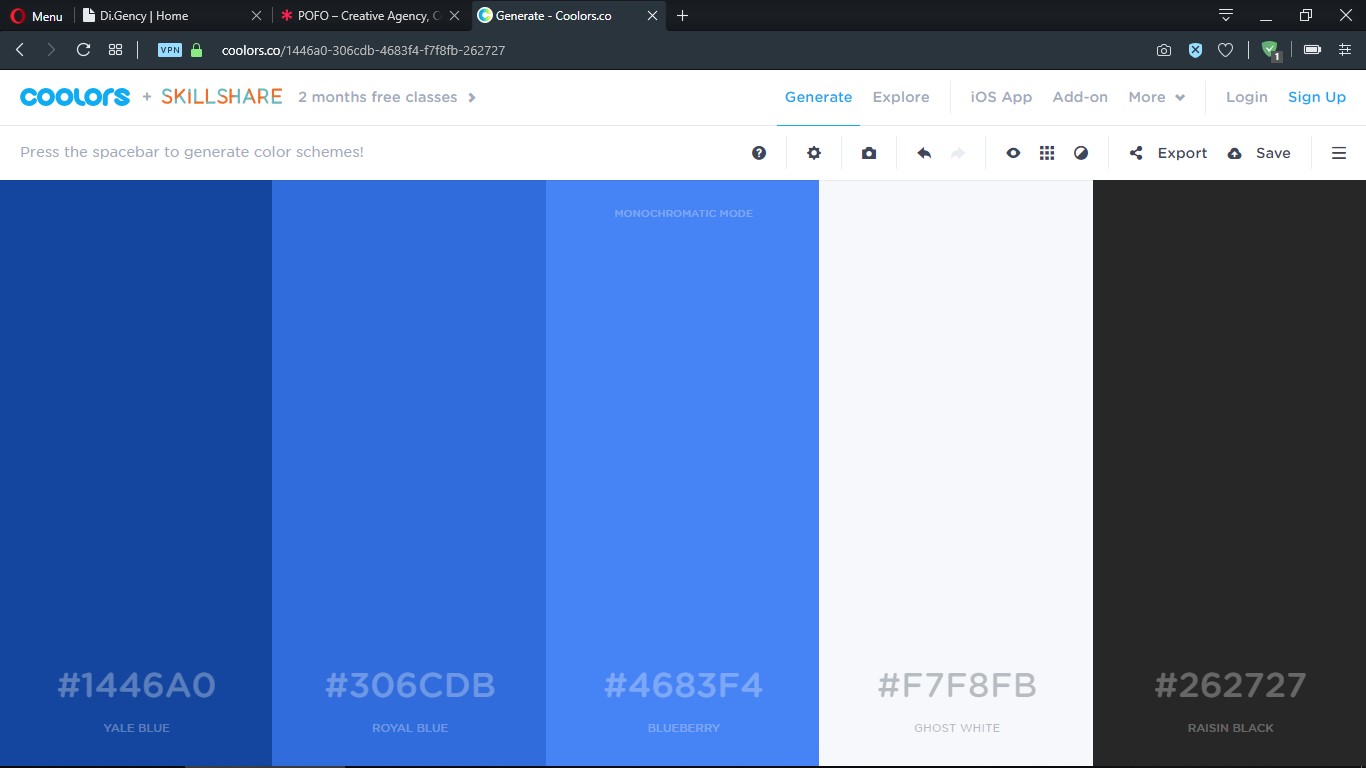 Menu
Di.Gency | Home
POFO – Creative Agency, C
Generate - Coolors.co
VPN
coolors.co/1446a0-306cdb-4683f4-f7f8fb-262727
1
coolors + SKILLSHARE 2 months free classes
Generate Explore iOS App Add-on More Login Sign Up
Press the spacebar to generate color schemes!
Export Save
MONOCHROMATIC MODE
#1446A0 #306CDB #4683F4 #F7F8FB #262727
YALE BLUE ROYAL BLUE BLUEBERRY GHOST WHITE RAISIN BLACK